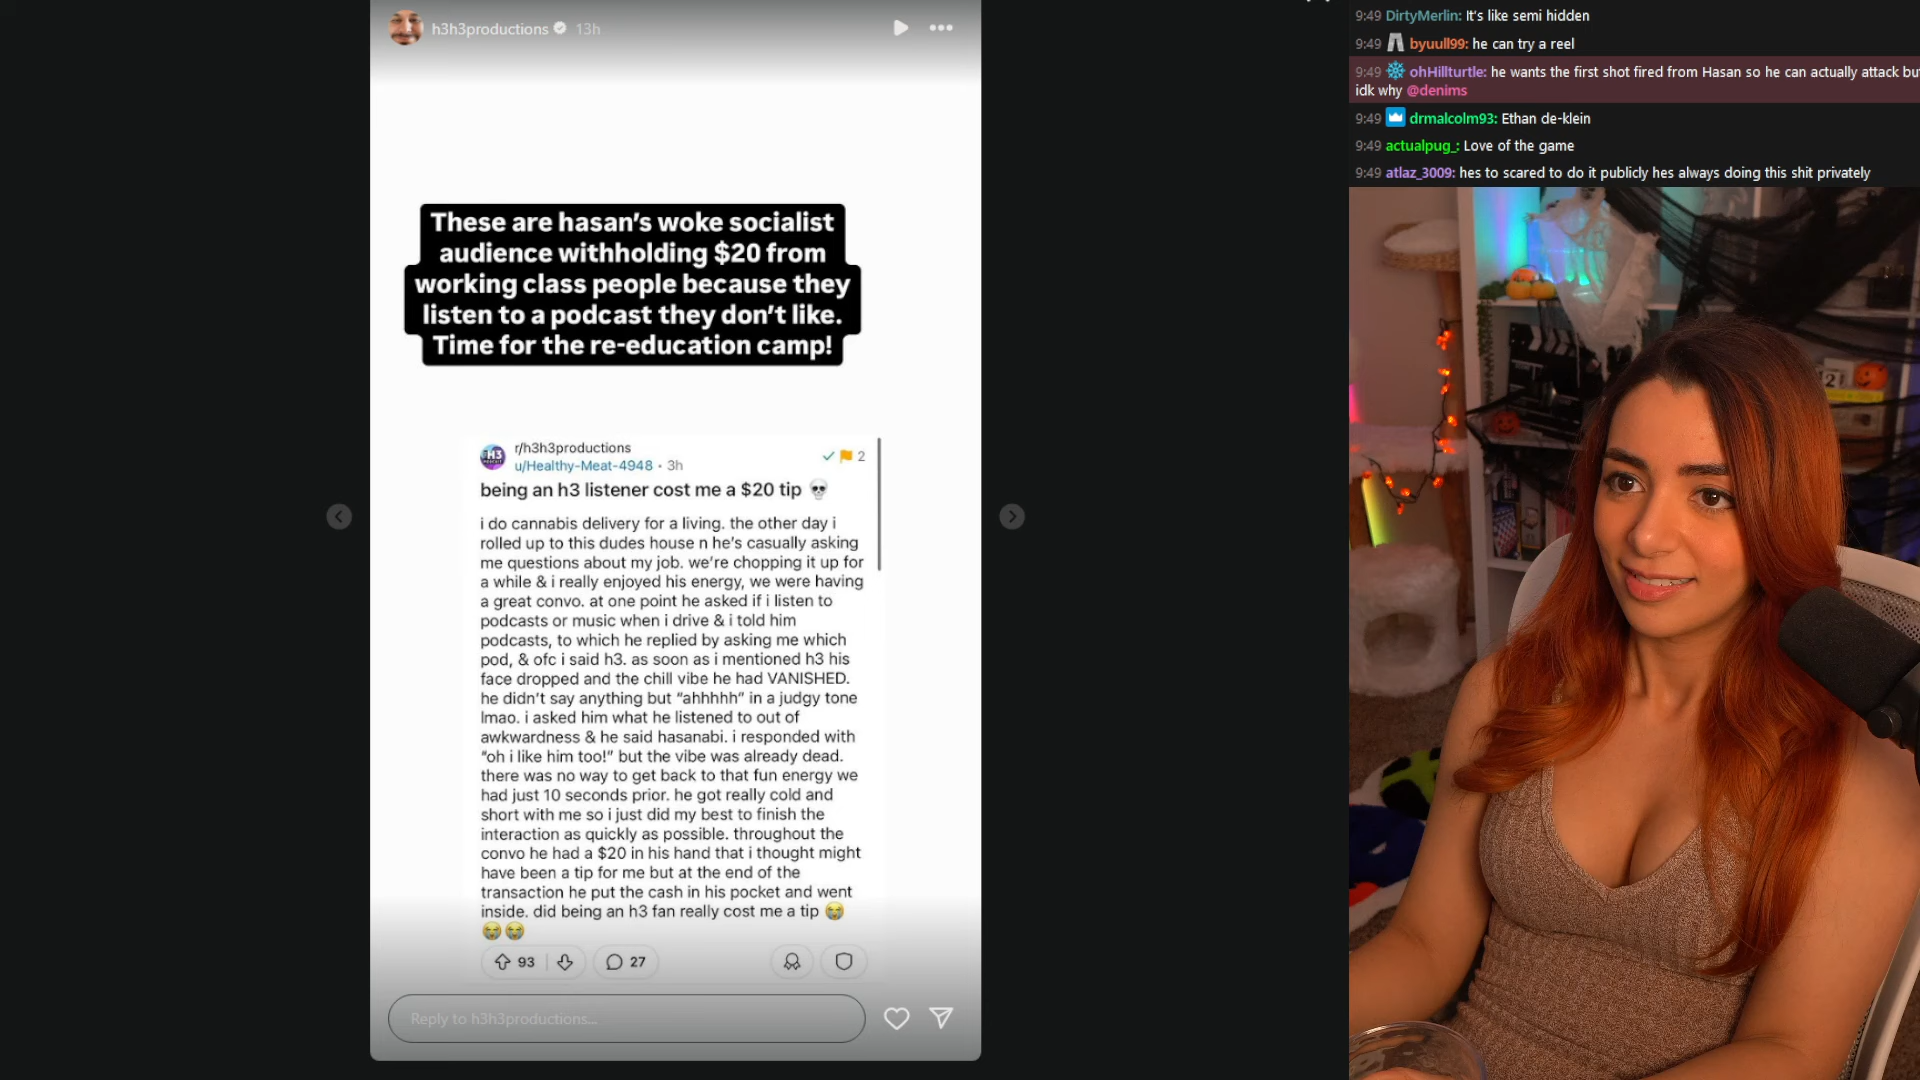 h3h3productions 13h
These are hasan's woke socialist
audience withholding $20 from
working class people because they
listen to a podcast they don't like.
Time for the re-education camp!
r/h3h3productions
u/Healthy-Meat-4948 • 3h
2
being an h3 listener cost me a $20 tip 💀
i do cannabis delivery for a living. the other day i
rolled up to this dudes house n he's casually asking
me questions about my job. we're chopping it up for
a while & i really enjoyed his energy, we were having
a great convo. at one point he asked if i listen to
podcasts or music when i drive & i told him
podcasts, to which he replied by asking me which
pod, & ofc i said h3. as soon as i mentioned h3 his
face dropped and the chill vibe he had VANISHED.
he didn't say anything but "ahhhhh" in a judgy tone
lmao. i asked him what he listened to out of
awkwardness & he said hasanabi. i responded with
"oh i like him too!" but the vibe was already dead.
there was no way to get back to that fun energy we
had just 10 seconds prior. he got really cold and
short with me so i just did my best to finish the
interaction as quickly as possible. throughout the
convo he had a $20 in his hand that i thought might
have been a tip for me but at the end of the
transaction he put the cash in his pocket and went
inside. did being an h3 fan really cost me a tip 😭
😭😭
93
27
Reply to h3h3productions...
9:49 DirtyMerlin: It's like semi hidden
9:49 byuull99: he can try a reel
9:49 ohHillturtle: he wants the first shot fired from Hasan so he can actually attack but
idk why @denims
9:49 drmalcolm93: Ethan de-klein
9:49 actualpug_: Love of the game
9:49 atlaz_3009: hes to scared to do it publicly hes always doing this shit privately